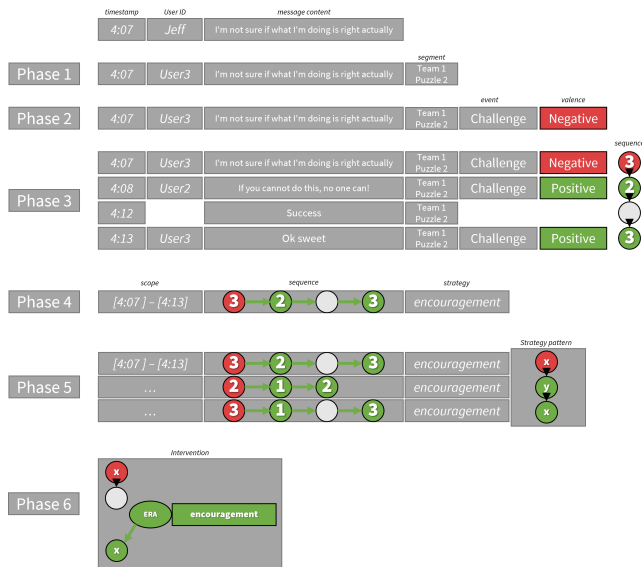 timestamp User ID message content
4:07 Jeff I'm not sure if what I'm doing is right actually
segment
Phase 1 4:07 User3 I'm not sure if what I'm doing is right actually Team 1
Puzzle 2
event valence
Phase 2 4:07 User3 I'm not sure if what I'm doing is right actually Team 1
Puzzle 2 Challenge Negative
sequence
4:07 User3 I'm not sure if what I'm doing is right actually Team 1
Puzzle 2 Challenge Negative 3
Phase 3 4:08 User2 If you cannot do this, no one can! Team 1
Puzzle 2 Challenge Positive 2
4:12 Success Team 1
Puzzle 2
4:13 User3 Ok sweet Team 1
Puzzle 2 Challenge Positive 3
scope sequence strategy
Phase 4 [4:07 ] – [4:13] 3 2 3 encouragement
Strategy pattern
[4:07 ] – [4:13] 3 2 3 encouragement x
Phase 5 ... 2 1 2 encouragement y
... 3 1 3 encouragement x
Intervention
x
Phase 6 ERA encouragement
x